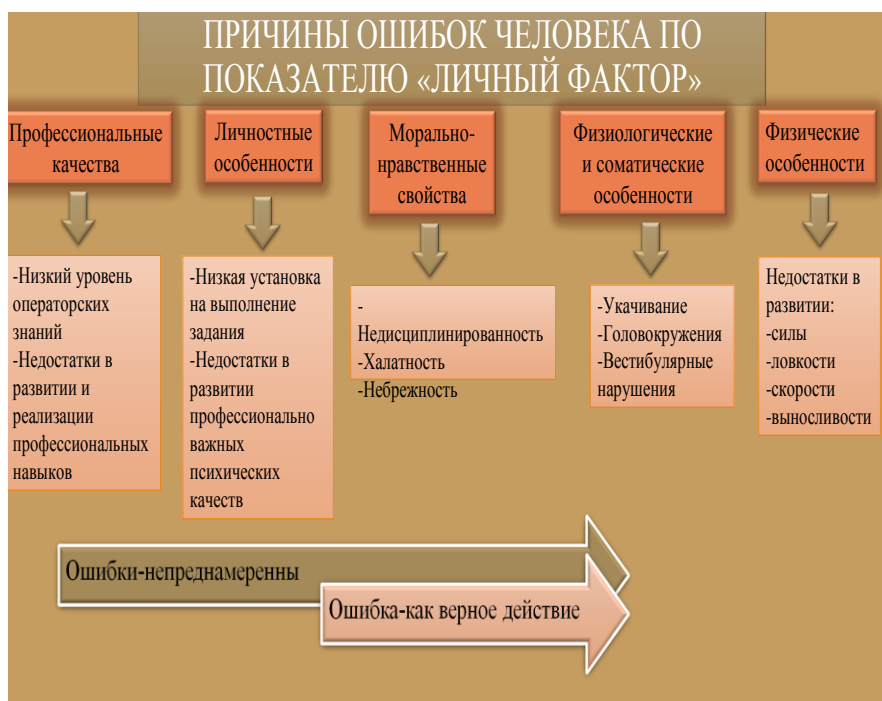 ПРИЧИНЫ ОШИБОК ЧЕЛОВЕКА ПО
ПОКАЗАТЕЛЮ «ЛИЧНЫЙ ФАКТОР»
Профессиональные
качества
Личностные
особенности
Морально-
нравственные
свойства
Физиологические
и соматические
особенности
Физические
особенности
-Низкий уровень
операторских
знаний
-Недостатки в
развитии и
реализации
профессиональных
навыков
-Низкая установка
на выполнение
задания
-Недостатки в
развитии
профессионально
важных
психических
качеств
-
Недисциплинированность
-Халатность
-Небрежность
-Укачивание
-Головокружения
-Вестибулярные
нарушения
Недостатки в
развитии:
-силы
-ловкости
-скорости
-выносливости
Ошибки-непреднамеренны
Ошибка-как верное действие